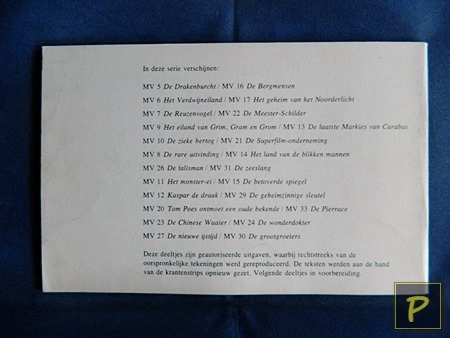 In deze serie verschijnen:
MV 5 De Drakenburcht / MV 16 De Bergmensen
MV 6 Het Verdwijneiland / MV 17 Het geheim van het Noorderlicht
MV 7 De Reuzenvogel / MV 22 De Meester-Schilder
MV 9 Het eiland van Grim, Gram en Grom / MV 13 De laatste Markies van Carabas
MV 10 De zieke hertog / MV 21 De Superfilm-onderneming
MV 8 De rare uitvinding / MV 14 Het land van de blikken mannen
MV 26 De talisman / MV 31 De zeeslang
MV 11 Het monster-ei / MV 15 De betoverde spiegel
MV 12 Kaspar de draak / MV 29 De geheimzinnige sleutel
MV 20 Tom Poes ontmoet een oude bekende / MV 33 De Pierrace
MV 23 De Chinese Waaier / MV 24 De wonderdokter
MV 27 De nieuwe ijstijd / MV 30 De grootgroeiers
Deze deeltjes zijn geautoriseerde uitgaven, waarbij rechtstreeks van de
oorspronkelijke tekeningen werd gereproduceerd. De teksten werden aan de hand
van de krantenstrips opnieuw gezet. Volgende deeltjes in voorbereiding.
P